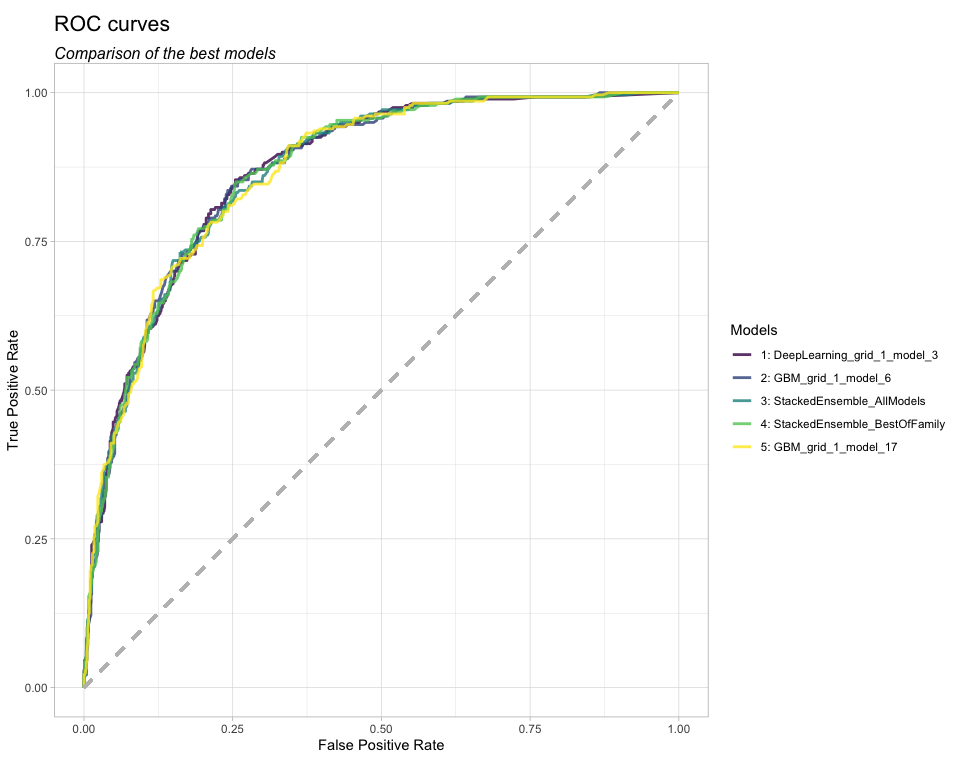 ROC curves
Comparison of the best models
1.00
0.75
0.50
0.25
0.00
True Positive Rate
0.00 0.25 0.50 0.75 1.00
False Positive Rate
Models
1: DeepLearning_grid_1_model_3
2: GBM_grid_1_model_6
3: StackedEnsemble_AllModels
4: StackedEnsemble_BestOfFamily
5: GBM_grid_1_model_17